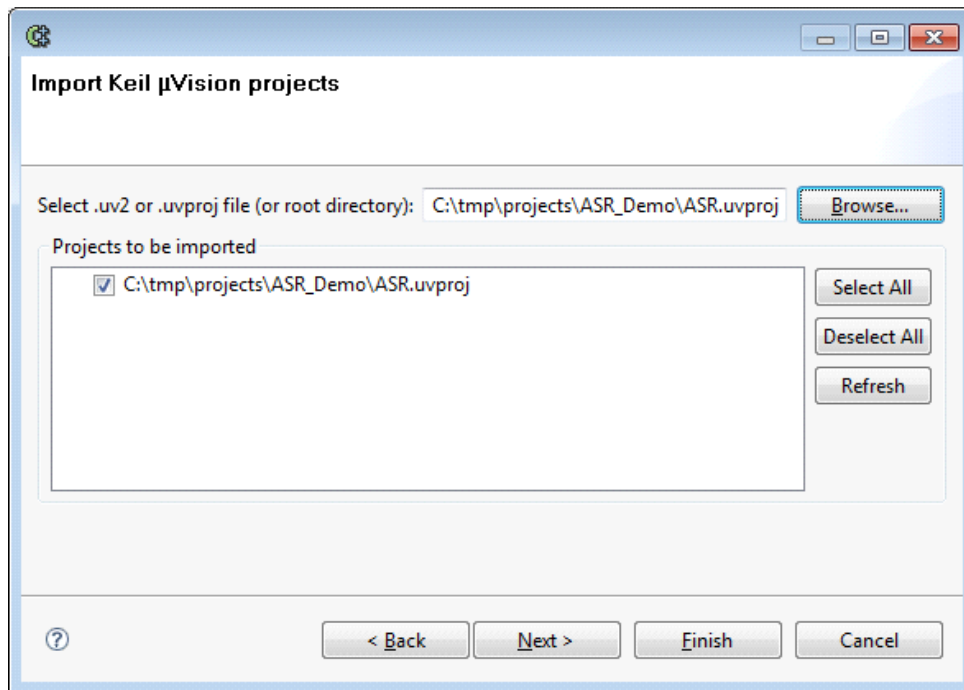 Import Keil µVision projects
Select .uv2 or .uvproj file (or root directory): C:\tmp\projects\ASR_Demo\ASR.uvproj Browse...
Projects to be imported
C:\tmp\projects\ASR_Demo\ASR.uvproj
Select All
Deselect All
Refresh
< Back Next > Finish Cancel